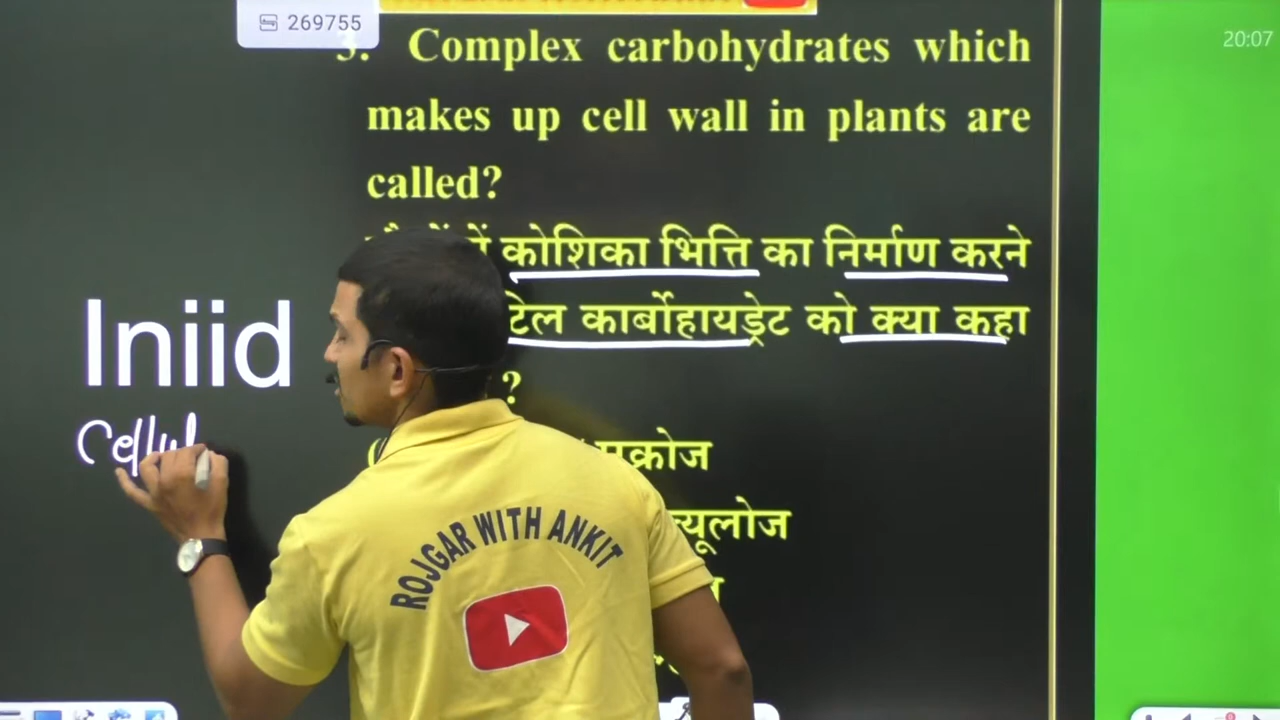 269755
20:07
3. Complex carbohydrates which
makes up cell wall in plants are
called?
में कोशिका भित्ति का निर्माण करने
कार्बोहायड्रेट को क्या कहा
?
Iniid
Cellul
ROJGAR WITH ANKIT